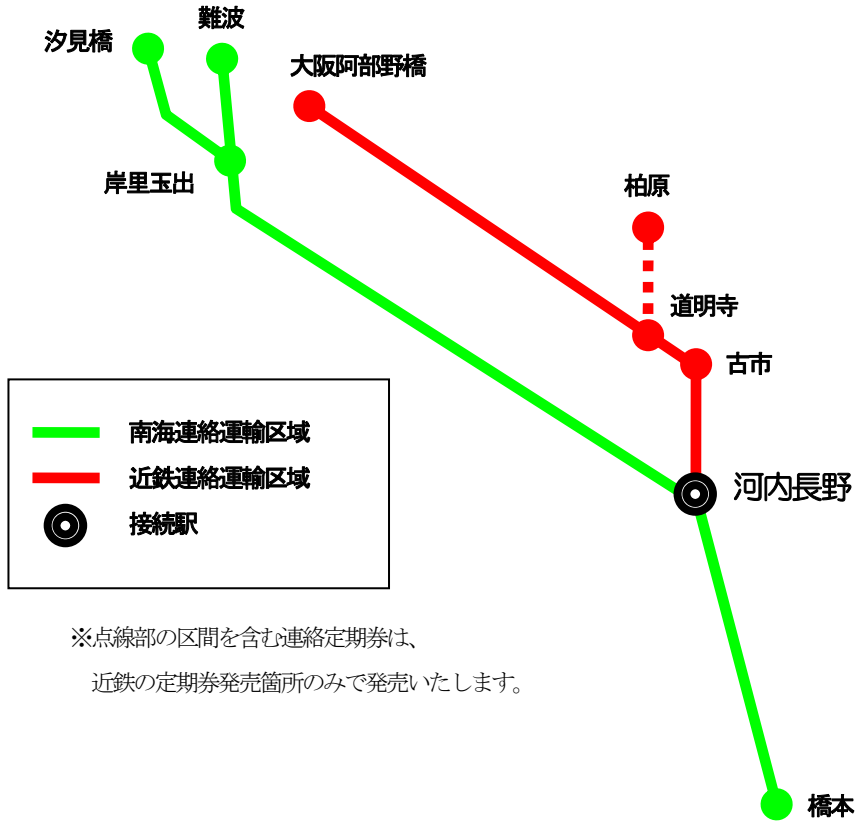 難波
汐見橋
大阪阿部野橋
岸里玉出
柏原
道明寺
古市
南海連絡運輸区域
近鉄連絡運輸区域
接続駅
河内長野
※点線部の区間を含む連絡定期券は、
近鉄の定期券発売箇所のみで発売いたします。
橋本